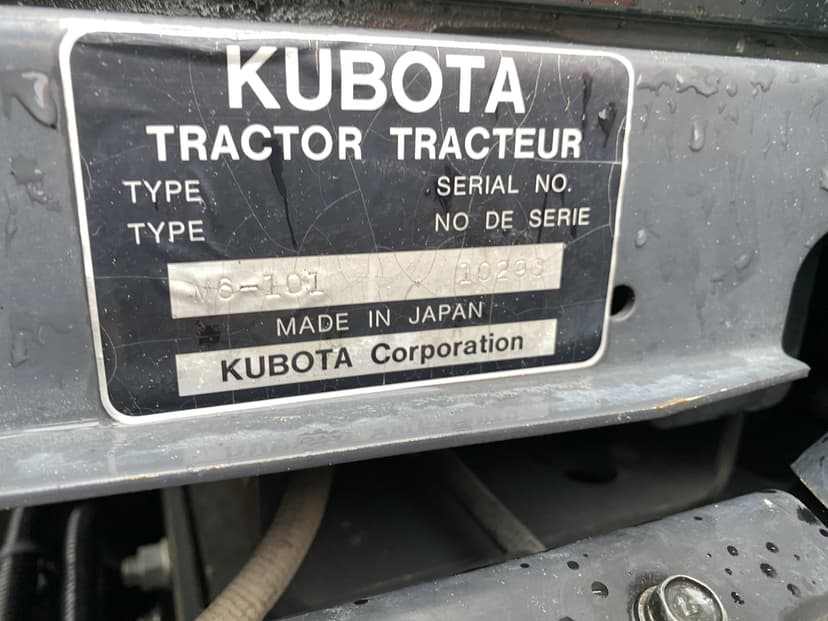 KUBOTA
TRACTOR TRACTEUR
TYPE SERIAL NO.
TYPE NO DE SERIE
M6-101
MADE IN JAPAN
KUBOTA Corporation